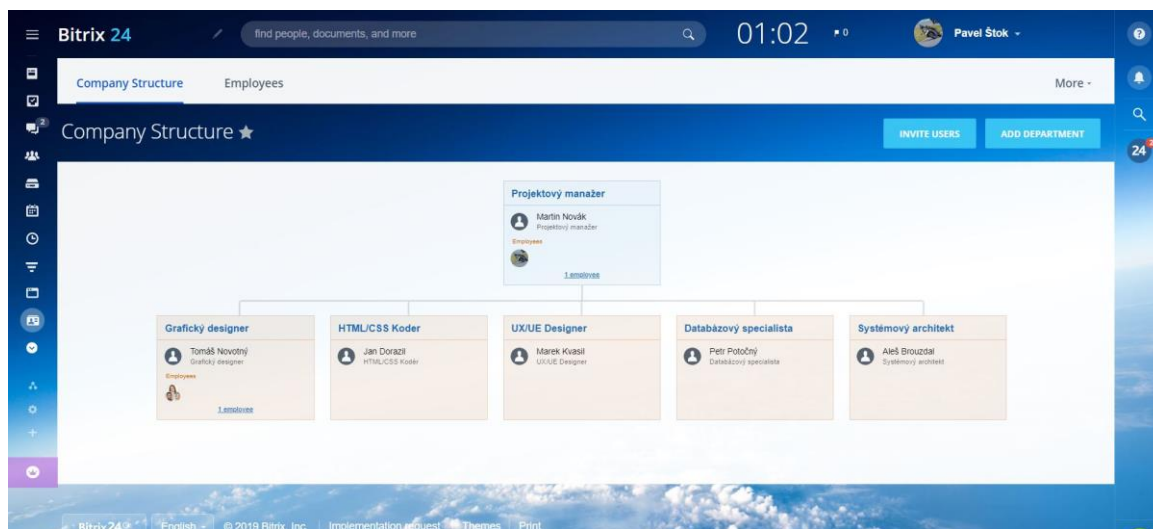 Bitrix 24
find people, documents, and more
01:02
0
Pavel Štok
Company Structure
Employees
More
2
Company Structure
INVITE USERS
ADD DEPARTMENT
24
Projektový manažer
Martin Novák
Projektový manažer
Employees
1 employee
Grafický designer
Tomáš Novotný
Grafický designer
Employees
1 employee
HTML/CSS Koder
Jan Dorazil
HTML/CSS Kodér
UX/UE Designer
Marek Kvasil
UX/UE Designer
Databázový specialista
Petr Potočný
Databázový specialista
Systémový architekt
Aleš Brouzdal
Systémový architekt
Bitrix24
English
© 2019 Bitrix, Inc.
Implementation request
Themes
Print